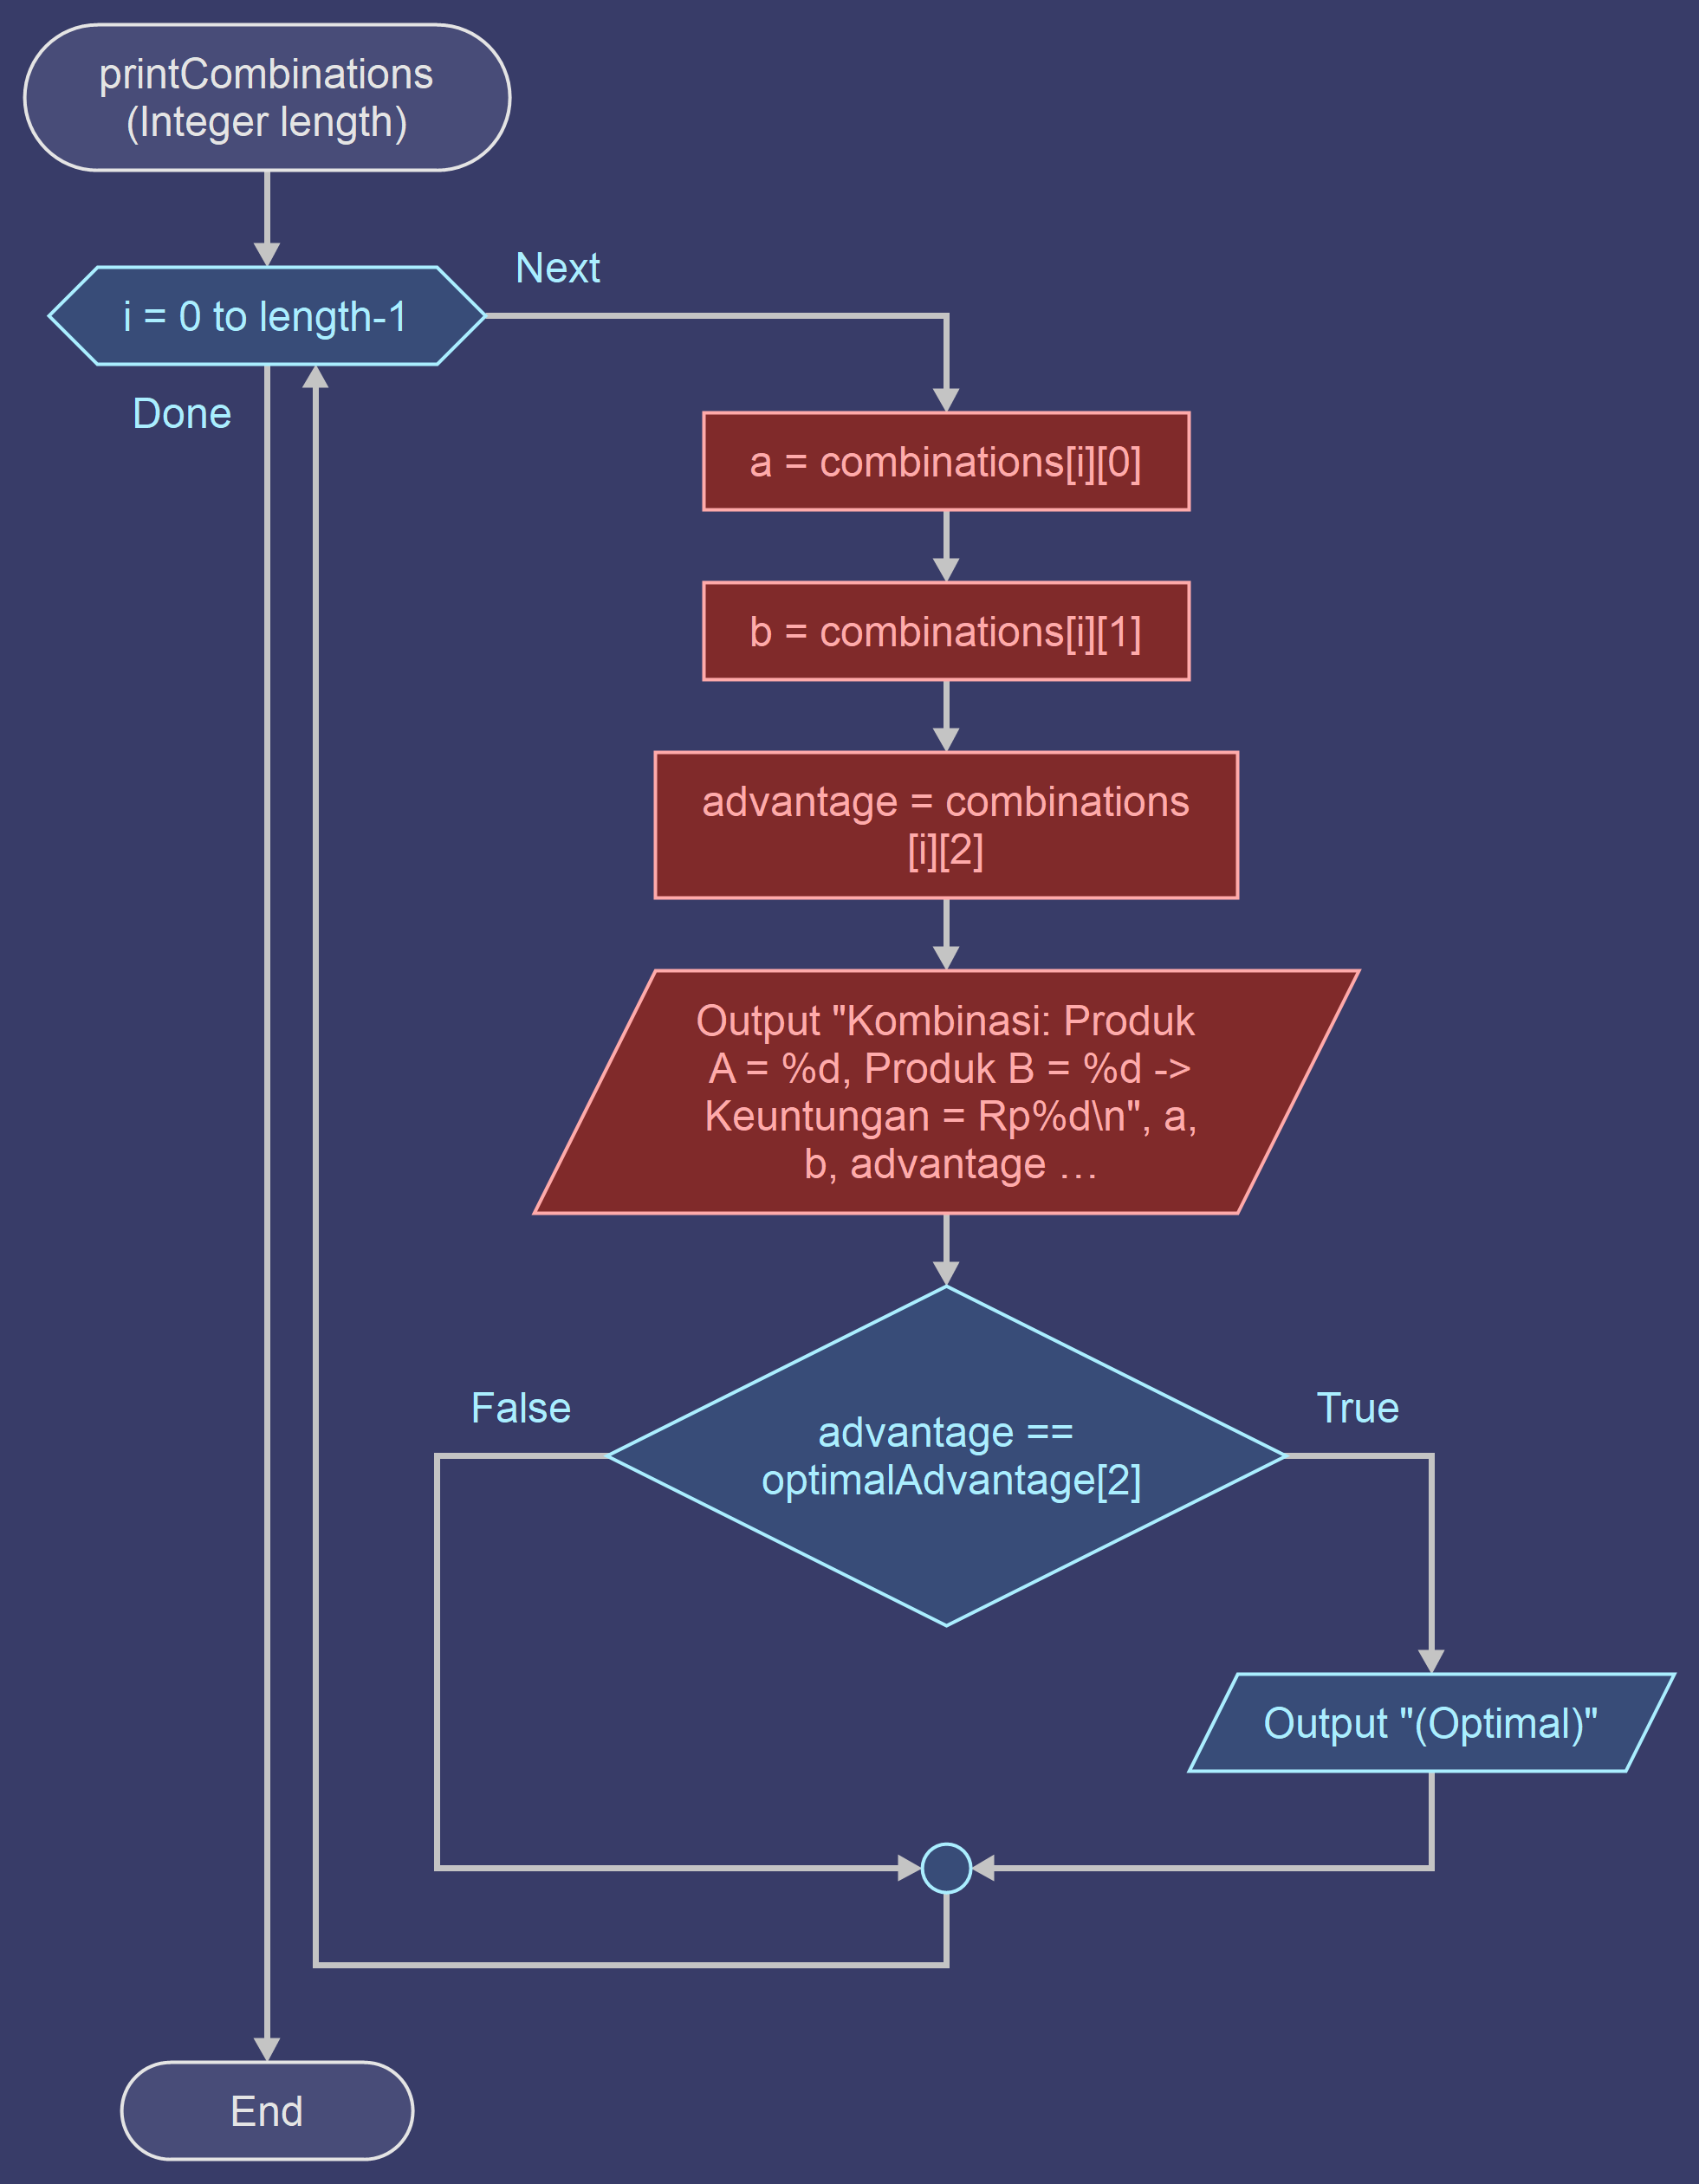 printCombinations
(Integer length)
i = 0 to length-1
Next
Done
a = combinations[i][0]
b = combinations[i][1]
advantage = combinations
[i][2]
Output "Kombinasi: Produk
A = %d, Produk B = %d ->
Keuntungan = Rp%d\n", a,
b, advantage …
False
True
advantage ==
optimalAdvantage[2]
Output "(Optimal)"
End